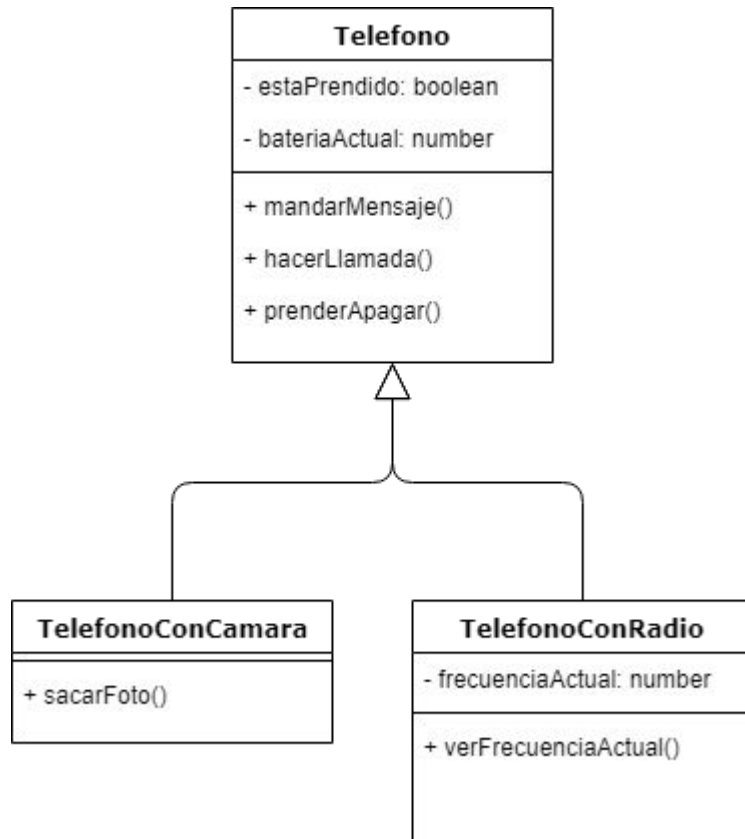 Telefono
- estaPrendido: boolean
- bateriaActual: number
+ mandarMensaje()
+ hacerLlamada()
+ prenderApagar()
TelefonoConCamara
+ sacarFoto()
TelefonoConRadio
- frecuenciaActual: number
+ verFrecuenciaActual()